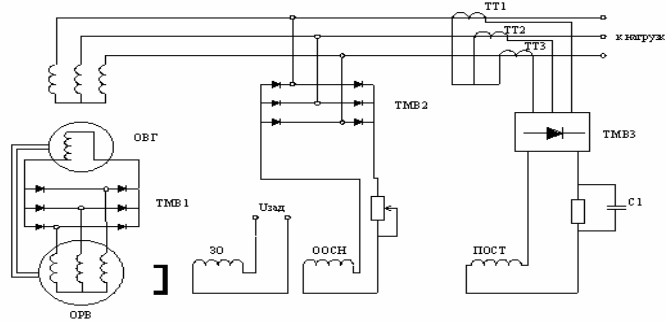 ТТ1
ТТ2
ТТ3
к нагрузк
ТМВ2
ОВГ
ТМВ3
ТМВ1
Uзад
С1
ЗО
ООСН
ПОСТ
ОРВ